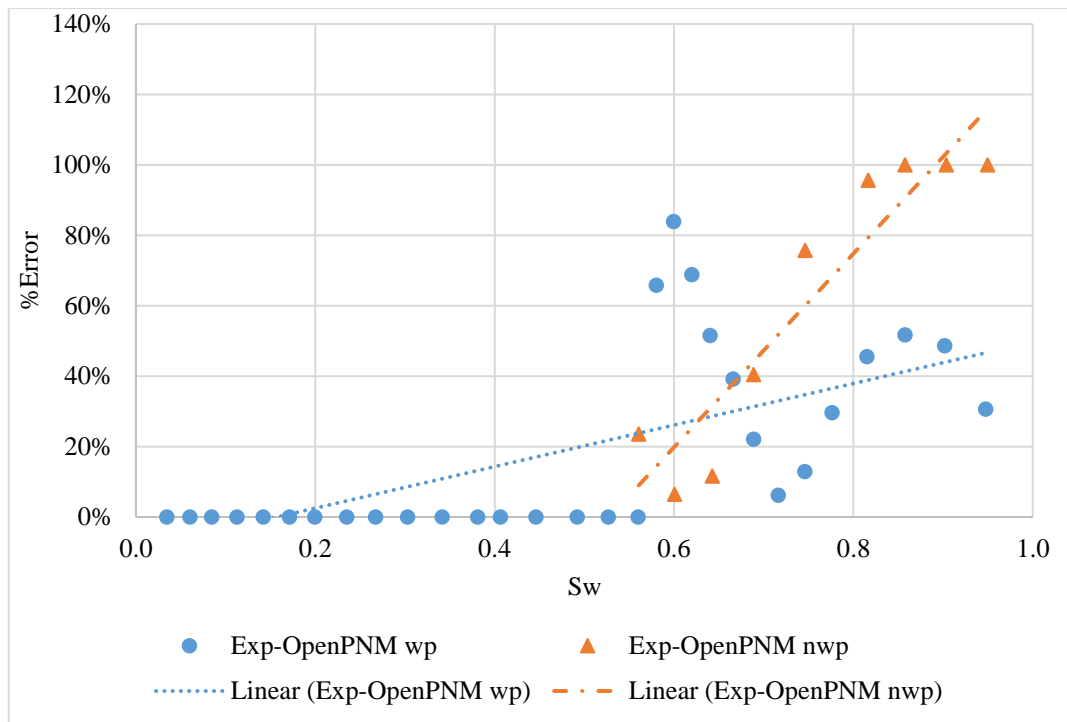 140%
120%
100%
80%
60%
40%
20%
0%
%Error
0.0 0.2 0.4 0.6 0.8 1.0
Sw
Exp-OpenPNM wp Exp-OpenPNM nwp
Linear (Exp-OpenPNM wp) Linear (Exp-OpenPNM nwp)